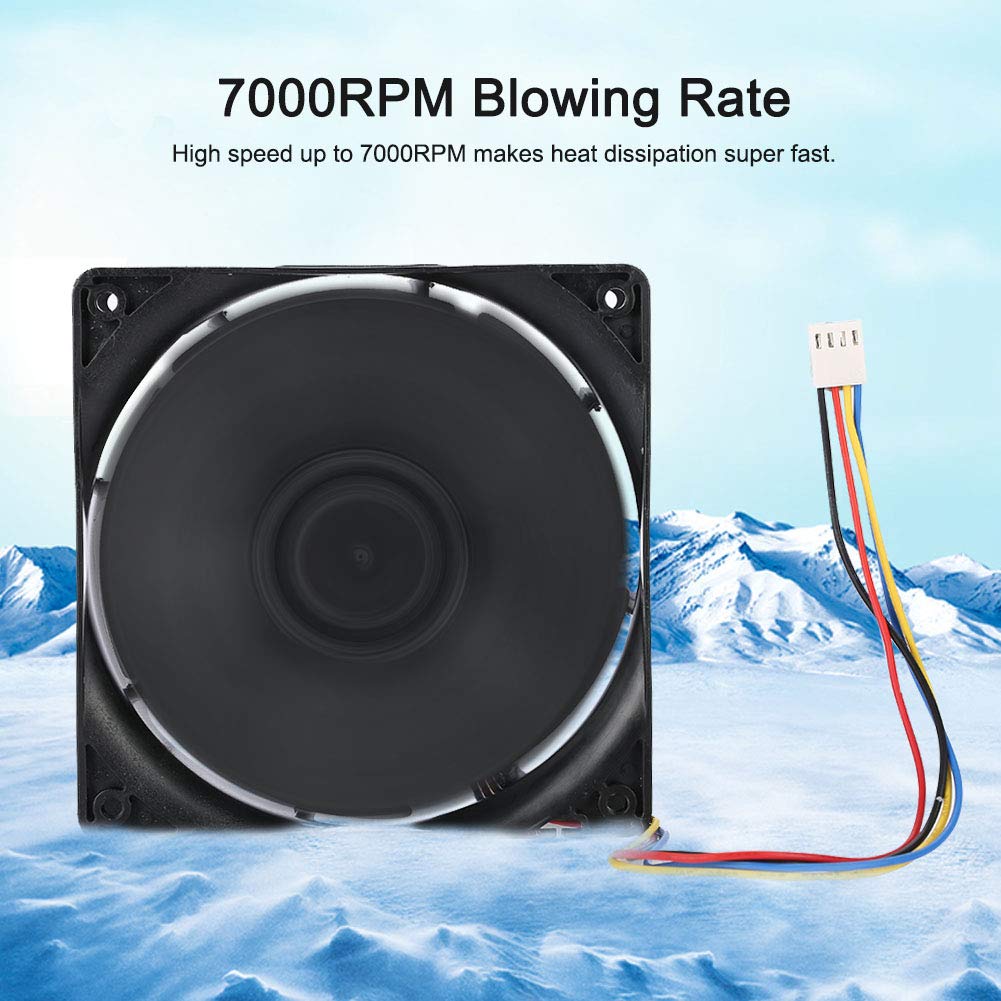 7000RPM Blowing Rate
High speed up to 7000RPM makes heat dissipation super fast.